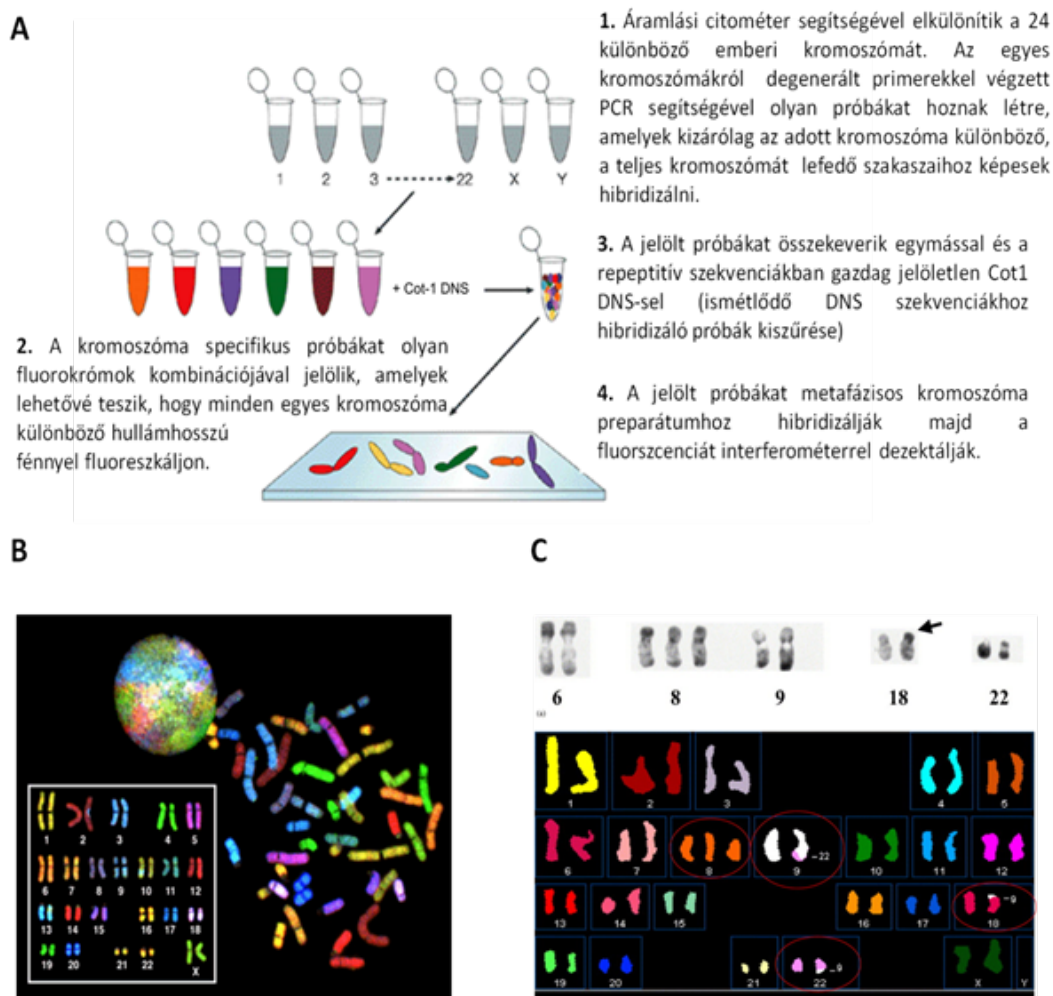 A
1. Áramlási citométer segítségével elkülönítik a 24
különböző emberi kromoszómát. Az egyes
kromoszómákról degenerált primerekkel végzett
PCR segítségével olyan próbákat hoznak létre,
amelyek kizárólag az adott kromoszóma különböző,
a teljes kromoszómát lefedő szakaszaihoz képesek
hibridizálni.
1 2 3 22 X Y
+ Cot-1 DNS
3. A jelölt próbákat összekeverik egymással és a
repeptitív szekvenciákban gazdag jelöletlen Cot1
DNS-sel (ismétlődő DNS szekvenciákhoz
hibridizáló próbák kiszűrése)
2. A kromoszóma specifikus próbákat olyan
fluorokrómok kombinációjával jelölik, amelyek
lehetővé teszik, hogy minden egyes kromoszóma
különböző hullámhosszú
fénnyel fluoreszkáljon.
4. A jelölt próbákat metafázisos kromoszóma
preparátumhoz hibridizálják majd a
fluorszcenciát interferométerrel dezektálják.
B
1 2 3 4 5
6 7 8 9 10 11 12
13 14 15 16 17 18
19 20 21 22 X
C
6 8 9 18 22
(a)
1 2 3 4 5
6 7 8 9 -22 10 11 12
13 14 15 16 17 18 -9
19 20 21 22 -9 X Y